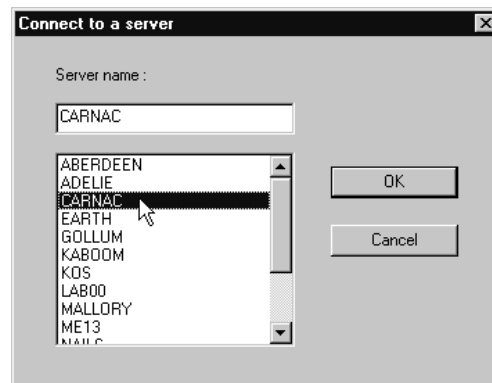 Connect to a server
Server name :
CARNAC
ABERDEEN
ADELIE
CARNAC
EARTH
GOLLUM
KABOOM
KOS
LAB00
MALLORY
ME13
OK
Cancel